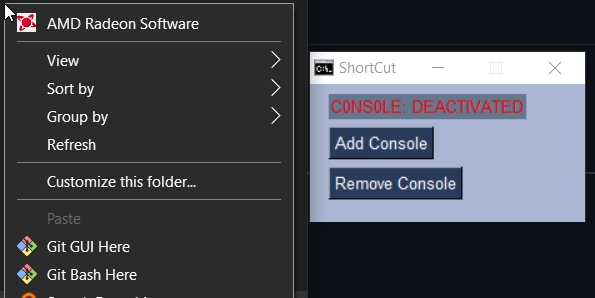 AMD Radeon Software
View
Sort by
Group by
Refresh
Customize this folder...
Paste
Git GUI Here
Git Bash Here
ShortCut
C0NS0LE: DEACTIVATED
Add Console
Remove Console